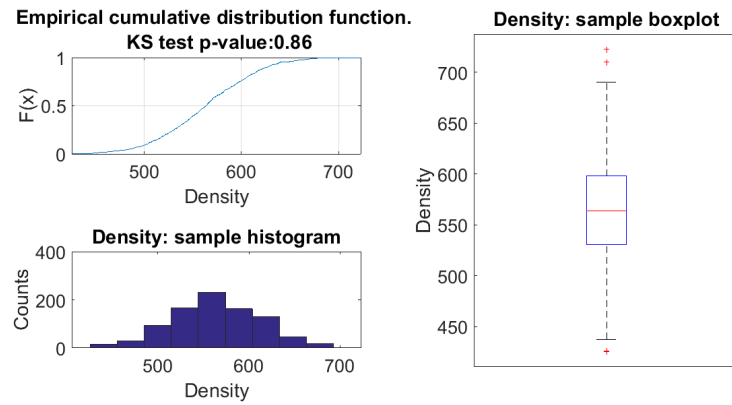 Empirical cumulative distribution function.
KS test p-value:0.86
1
0.5
0
F(x)
500
600
700
Density
Density: sample histogram
400
200
0
Counts
500
600
700
Density
Density: sample boxplot
700
650
600
550
500
450
Density